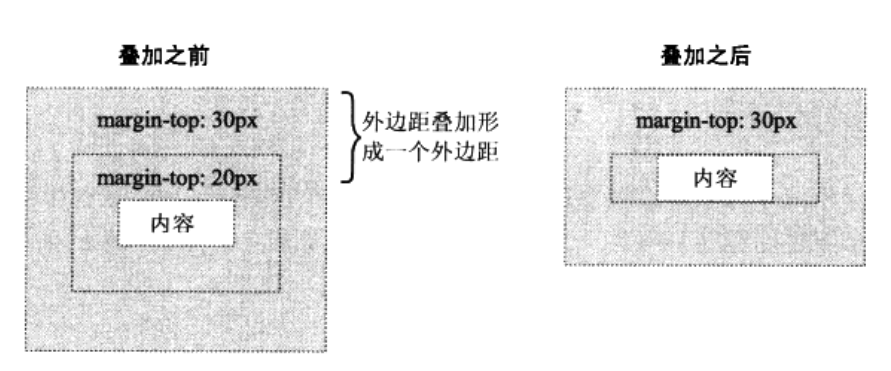 叠加之前
margin-top: 30px
margin-top: 20px
内容
外边距叠加形
成一个外边距
叠加之后
margin-top: 30px
内容